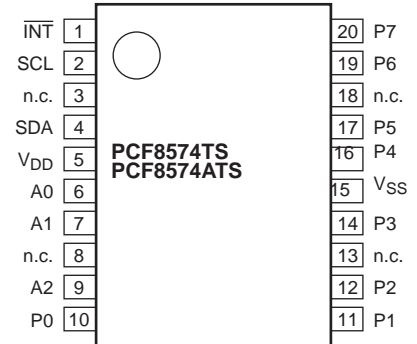 INT 1 20 P7
SCL 2 19 P6
n.c. 3 18 n.c.
SDA 4 17 P5
VDD 5 PCF8574TS 16 P4
PCF8574ATS
A0 6 15 VSS
A1 7 14 P3
n.c. 8 13 n.c.
A2 9 12 P2
P0 10 11 P1